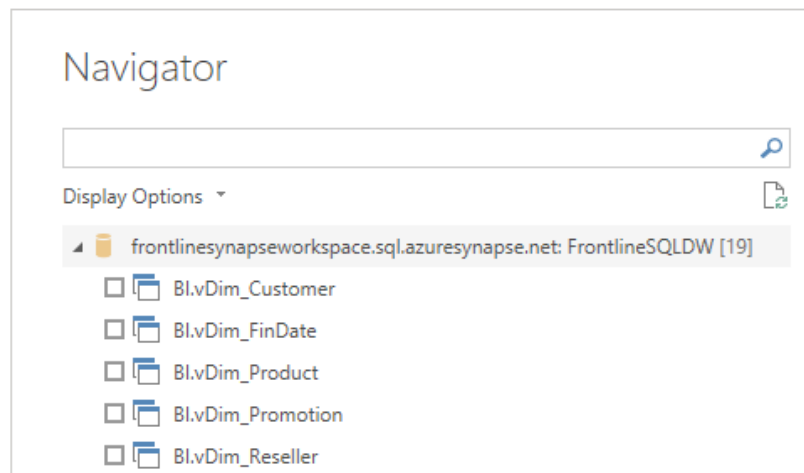 Navigator
Display Options
frontlinesynapseworkspace.sql.azuresynapse.net: FrontlineSQLDW [19]
BI.vDim_Customer
BI.vDim_FinDate
BI.vDim_Product
BI.vDim_Promotion
BI.vDim_Reseller